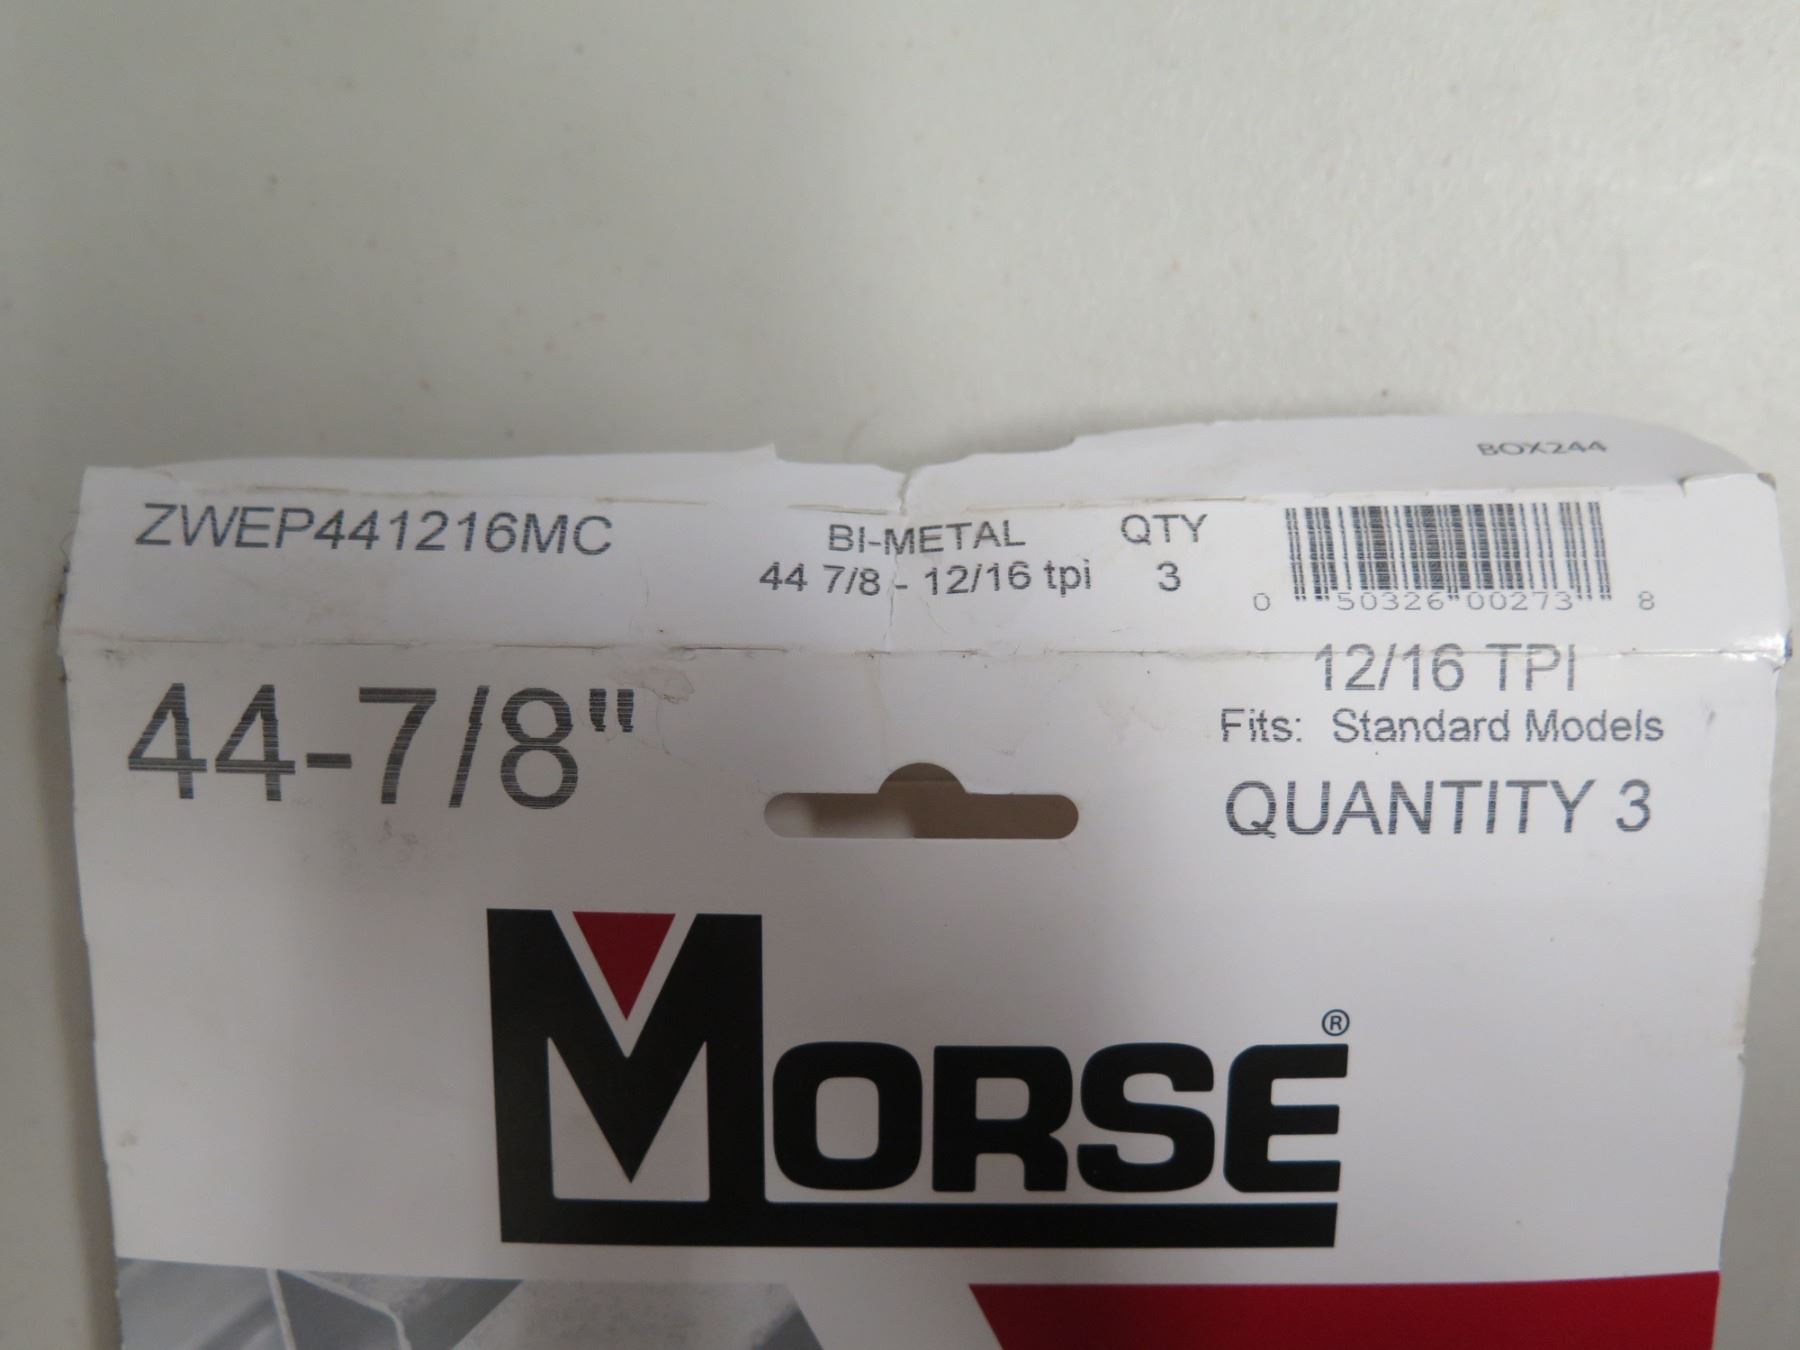 BOX244
ZWEP441216MC
BI-METAL
44 7/8 - 12/16 tpi
QTY
3
0 50326 00273 8
44-7/8"
12/16 TPI
Fits: Standard Models
QUANTITY 3
MORSE®